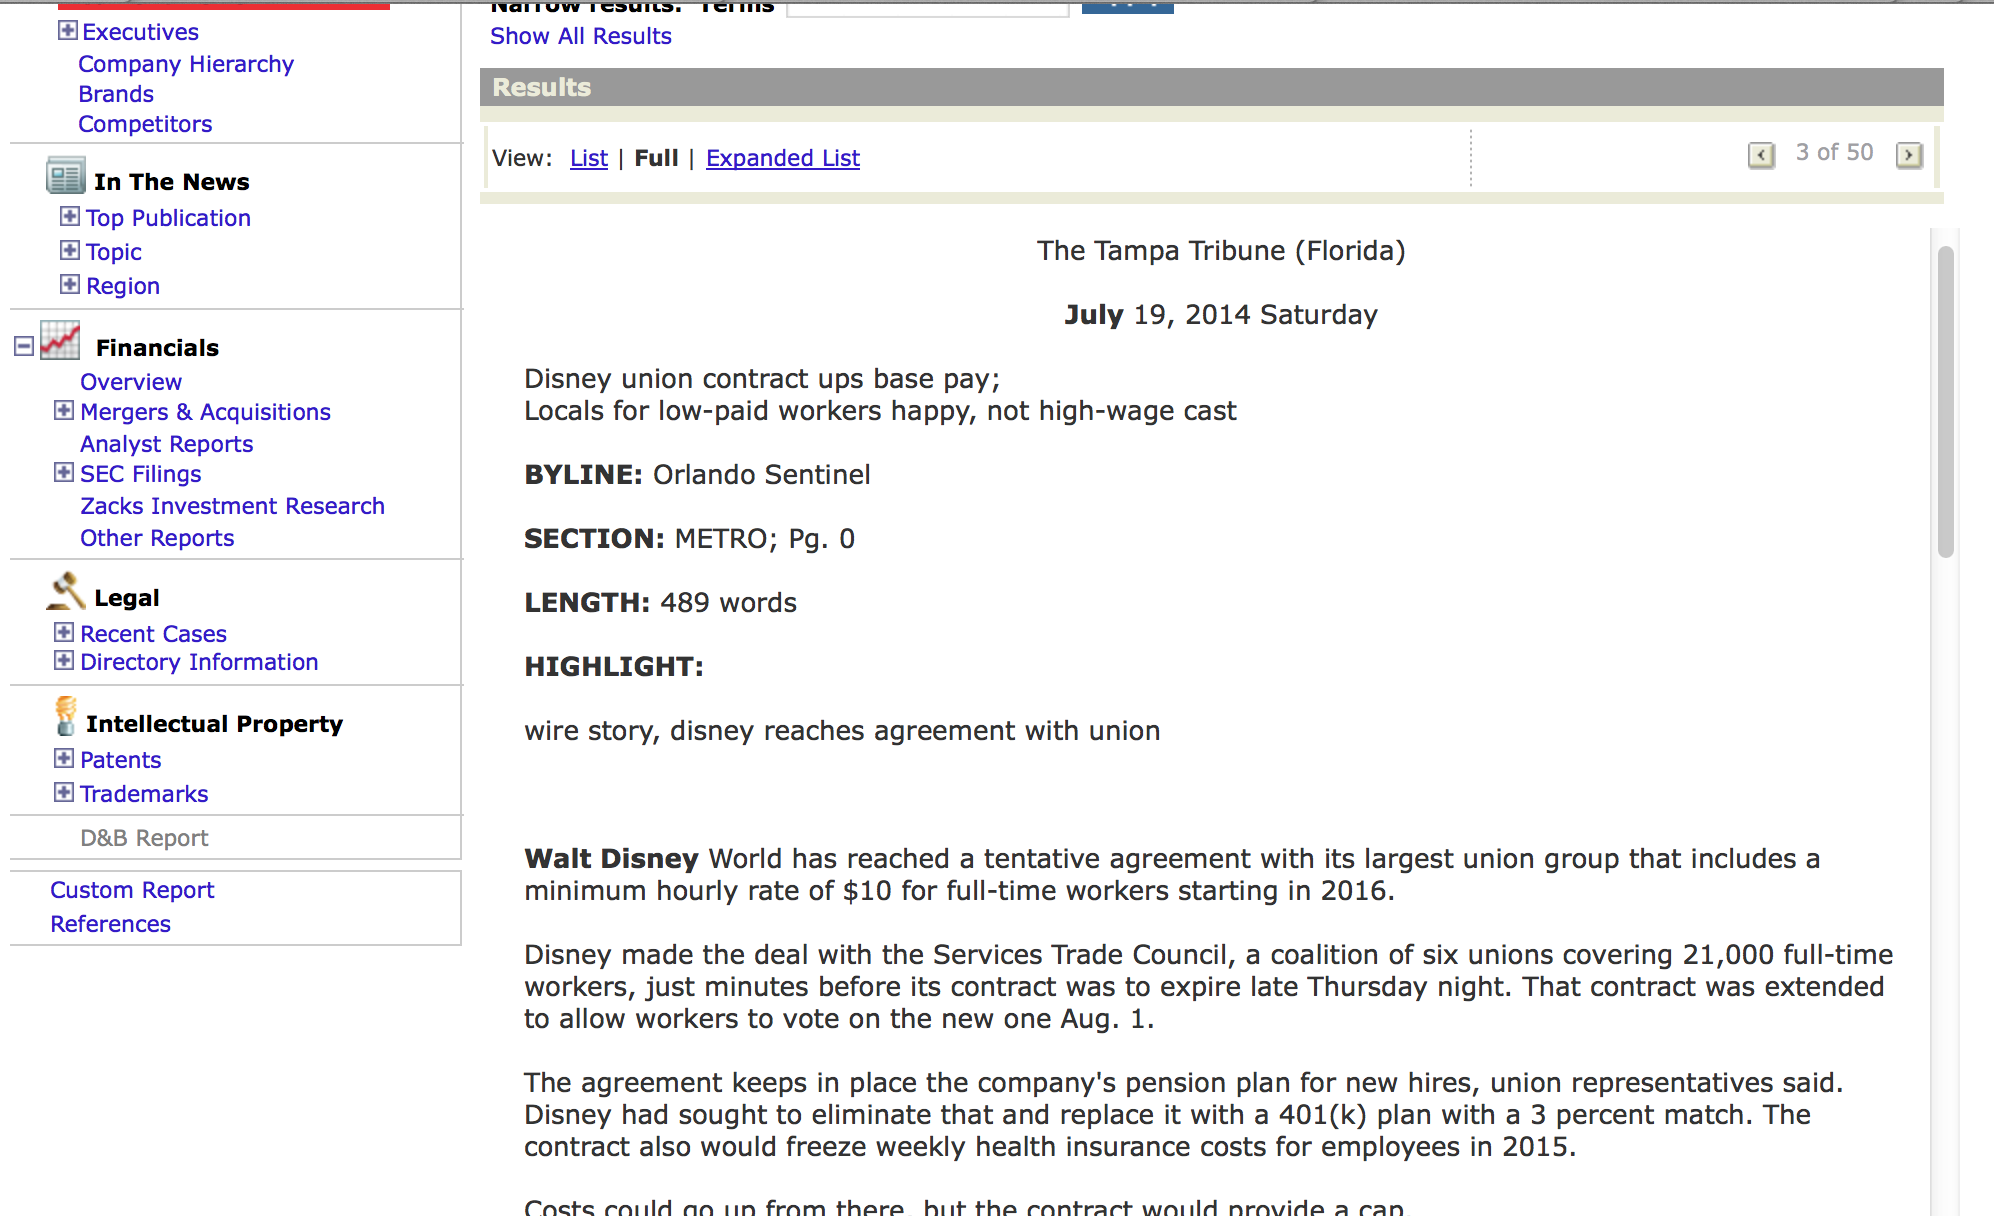 Narrow results: Terms
Show All Results
Executives
Company Hierarchy
Brands
Competitors
In The News
Top Publication
Topic
Region
Financials
Overview
Mergers & Acquisitions
Analyst Reports
SEC Filings
Zacks Investment Research
Other Reports
Legal
Recent Cases
Directory Information
Intellectual Property
Patents
Trademarks
D&B Report
Custom Report
References
Results
View: List | Full | Expanded List
3 of 50
The Tampa Tribune (Florida)
July 19, 2014 Saturday
Disney union contract ups base pay;
Locals for low-paid workers happy, not high-wage cast
BYLINE: Orlando Sentinel
SECTION: METRO; Pg. 0
LENGTH: 489 words
HIGHLIGHT:
wire story, disney reaches agreement with union
Walt Disney World has reached a tentative agreement with its largest union group that includes a
minimum hourly rate of $10 for full-time workers starting in 2016.
Disney made the deal with the Services Trade Council, a coalition of six unions covering 21,000 full-time
workers, just minutes before its contract was to expire late Thursday night. That contract was extended
to allow workers to vote on the new one Aug. 1.
The agreement keeps in place the company's pension plan for new hires, union representatives said.
Disney had sought to eliminate that and replace it with a 401(k) plan with a 3 percent match. The
contract also would freeze weekly health insurance costs for employees in 2015.
Costs could go up from there, but the contract would provide a cap.